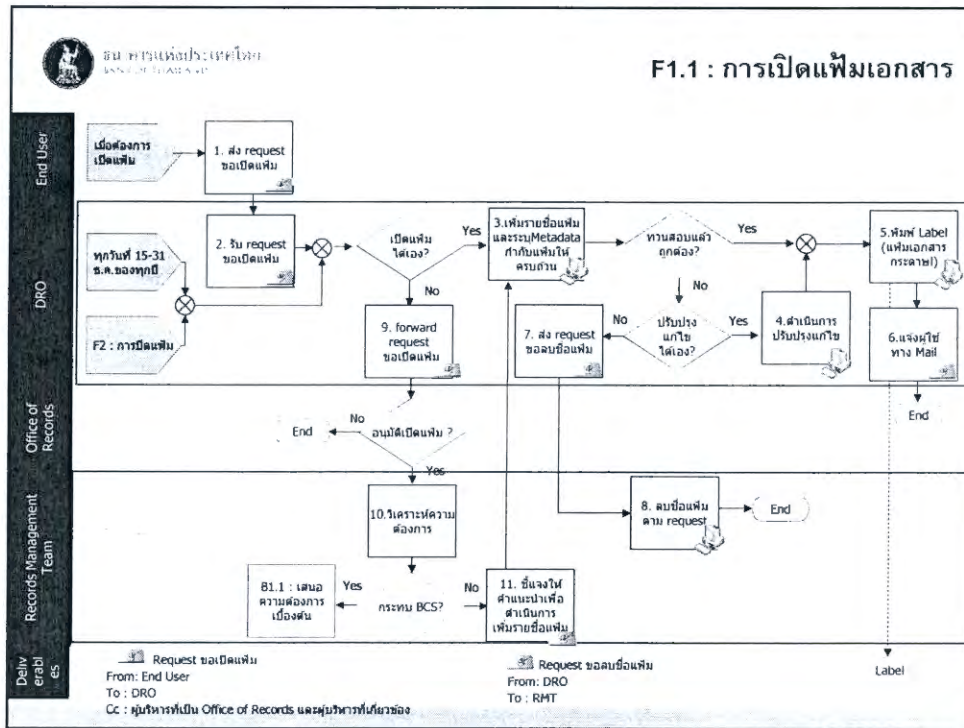 ธนาคารแห่งประเทศไทย
BANK OF THAILAND
F1.1 : การเปิดแฟ้มเอกสาร
End User
เมื่อต้องการ
เปิดแฟ้ม
1. ส่ง request
ขอเปิดแฟ้ม
DRO
ทุกวันที่ 15-31
ธ.ค.ของทุกปี
F2 : การปิดแฟ้ม
2. รับ request
ขอเปิดแฟ้ม
เปิดแฟ้ม
ได้เอง?
Yes
No
3.เพิ่มรายชื่อแฟ้ม
และระบุMetadata
กำกับแฟ้มให้
ครบถ้วน
ทวนสอบแล้ว
ถูกต้อง?
Yes
No
5.พิมพ์ Label
(แฟ้มเอกสาร
กระดาษ)
9. forward
request
ขอเปิดแฟ้ม
7. ส่ง request
ขอลบชื่อแฟ้ม
No
ปรับปรุง
แก้ไข
ได้เอง?
Yes
4.ดำเนินการ
ปรับปรุงแก้ไข
6.แจ้งผู้ใช้
ทาง Mail
End
Office of
Records
End
No
อนุมัติเปิดแฟ้ม ?
Yes
Records Management
Team
10.วิเคราะห์ความ
ต้องการ
8. ลบชื่อแฟ้ม
ตาม request
End
B1.1 : เสนอ
ความต้องการ
เบื้องต้น
Yes
กระทบ BCS?
No
11. ชี้แจงให้
คำแนะนำเพื่อ
ดำเนินการ
เพิ่มรายชื่อแฟ้ม
Deliv
erabl
es
Request ขอเปิดแฟ้ม
From: End User
To : DRO
Cc : ผู้บริหารที่เป็น Office of Records และผู้บริหารที่เกี่ยวข้อง
Request ขอลบชื่อแฟ้ม
From: DRO
To : RMT
Label